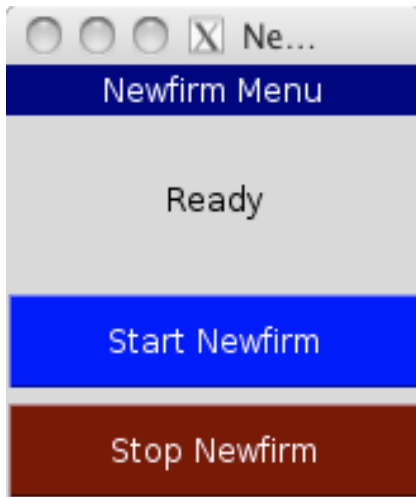 X Ne...
Newfirm Menu
Ready
Start Newfirm
Stop Newfirm